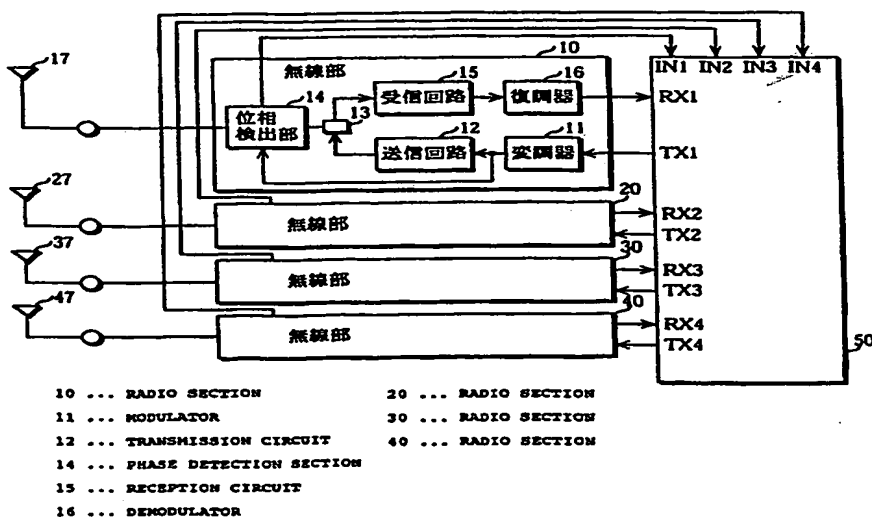 17
10
無線部
15
16
IN1 IN2 IN3 IN4
14
受信回路
復調器
RX1
位相検出部
13
12
11
送信回路
変調器
TX1
27
20
無線部
RX2
TX2
37
30
無線部
RX3
TX3
47
40
無線部
RX4
TX4
50
10 ... RADIO SECTION
11 ... MODULATOR
12 ... TRANSMISSION CIRCUIT
14 ... PHASE DETECTION SECTION
15 ... RECEPTION CIRCUIT
16 ... DEMODULATOR
20 ... RADIO SECTION
30 ... RADIO SECTION
40 ... RADIO SECTION